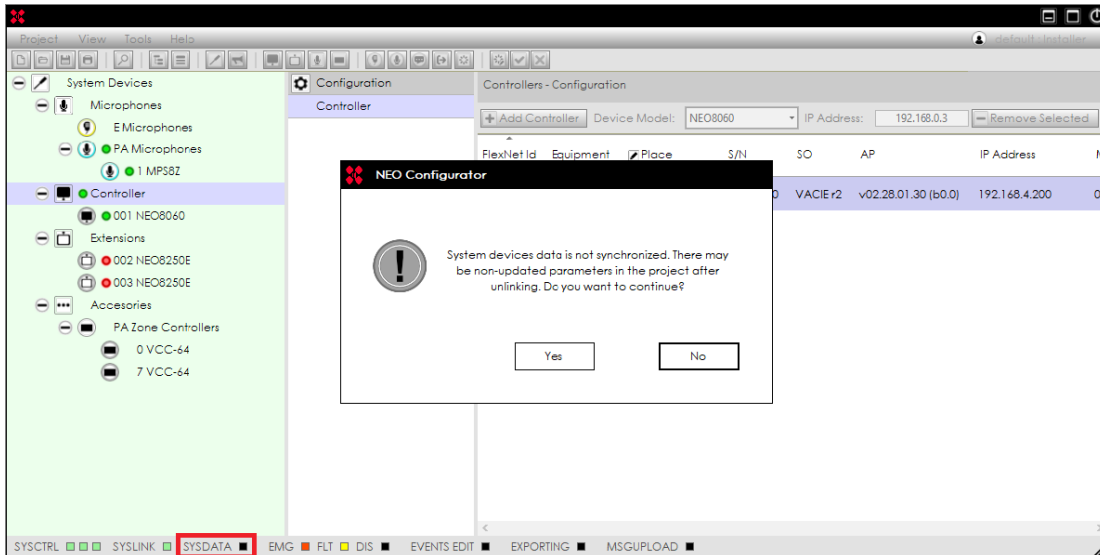 Project View Tools Help
default : Installer
System Devices
Microphones
E Microphones
PA Microphones
1 MPS8Z
Controller
001 NEO8060
Extensions
002 NEO8250E
003 NEO8250E
Accesories
PA Zone Controllers
0 VCC-64
7 VCC-64
Configuration
Controller
Controllers - Configuration
Add Controller Device Model: NEO8060 IP Address: 192.168.0.3 Remove Selected
FlexNet Id Equipment Place S/N SO AP IP Address
0 VACIE r2 v02.28.01.30 (b0.0) 192.168.4.200 0
NEO Configurator
System devices data is not synchronized. There may
be non-updated parameters in the project after
unlinking. Do you want to continue?
Yes No
SYSCTRL SYSLINK SYSDATA EMG FLT DIS EVENTS EDIT EXPORTING MSGUPLOAD